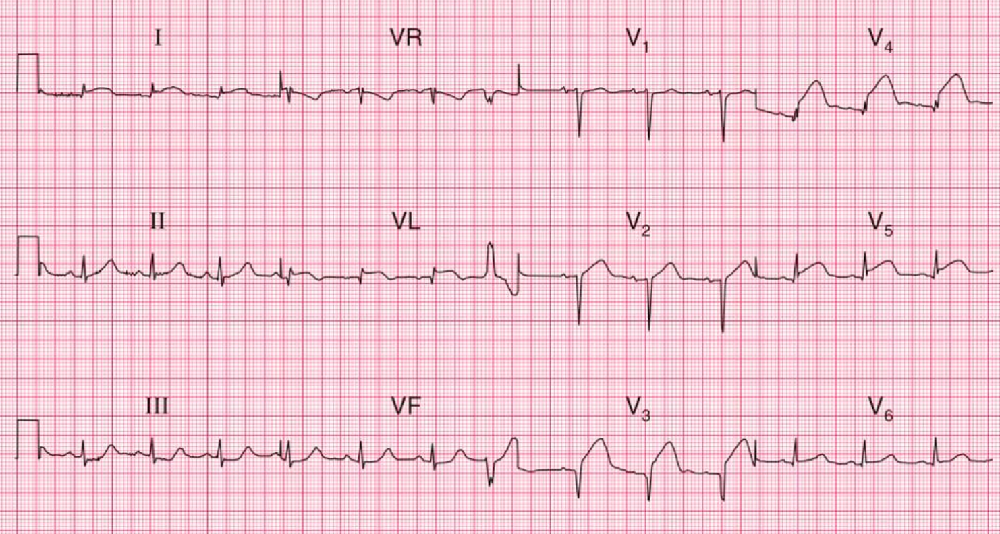 I VR V₁ V₄
II VL V₂ V₅
III VF V₃ V₆